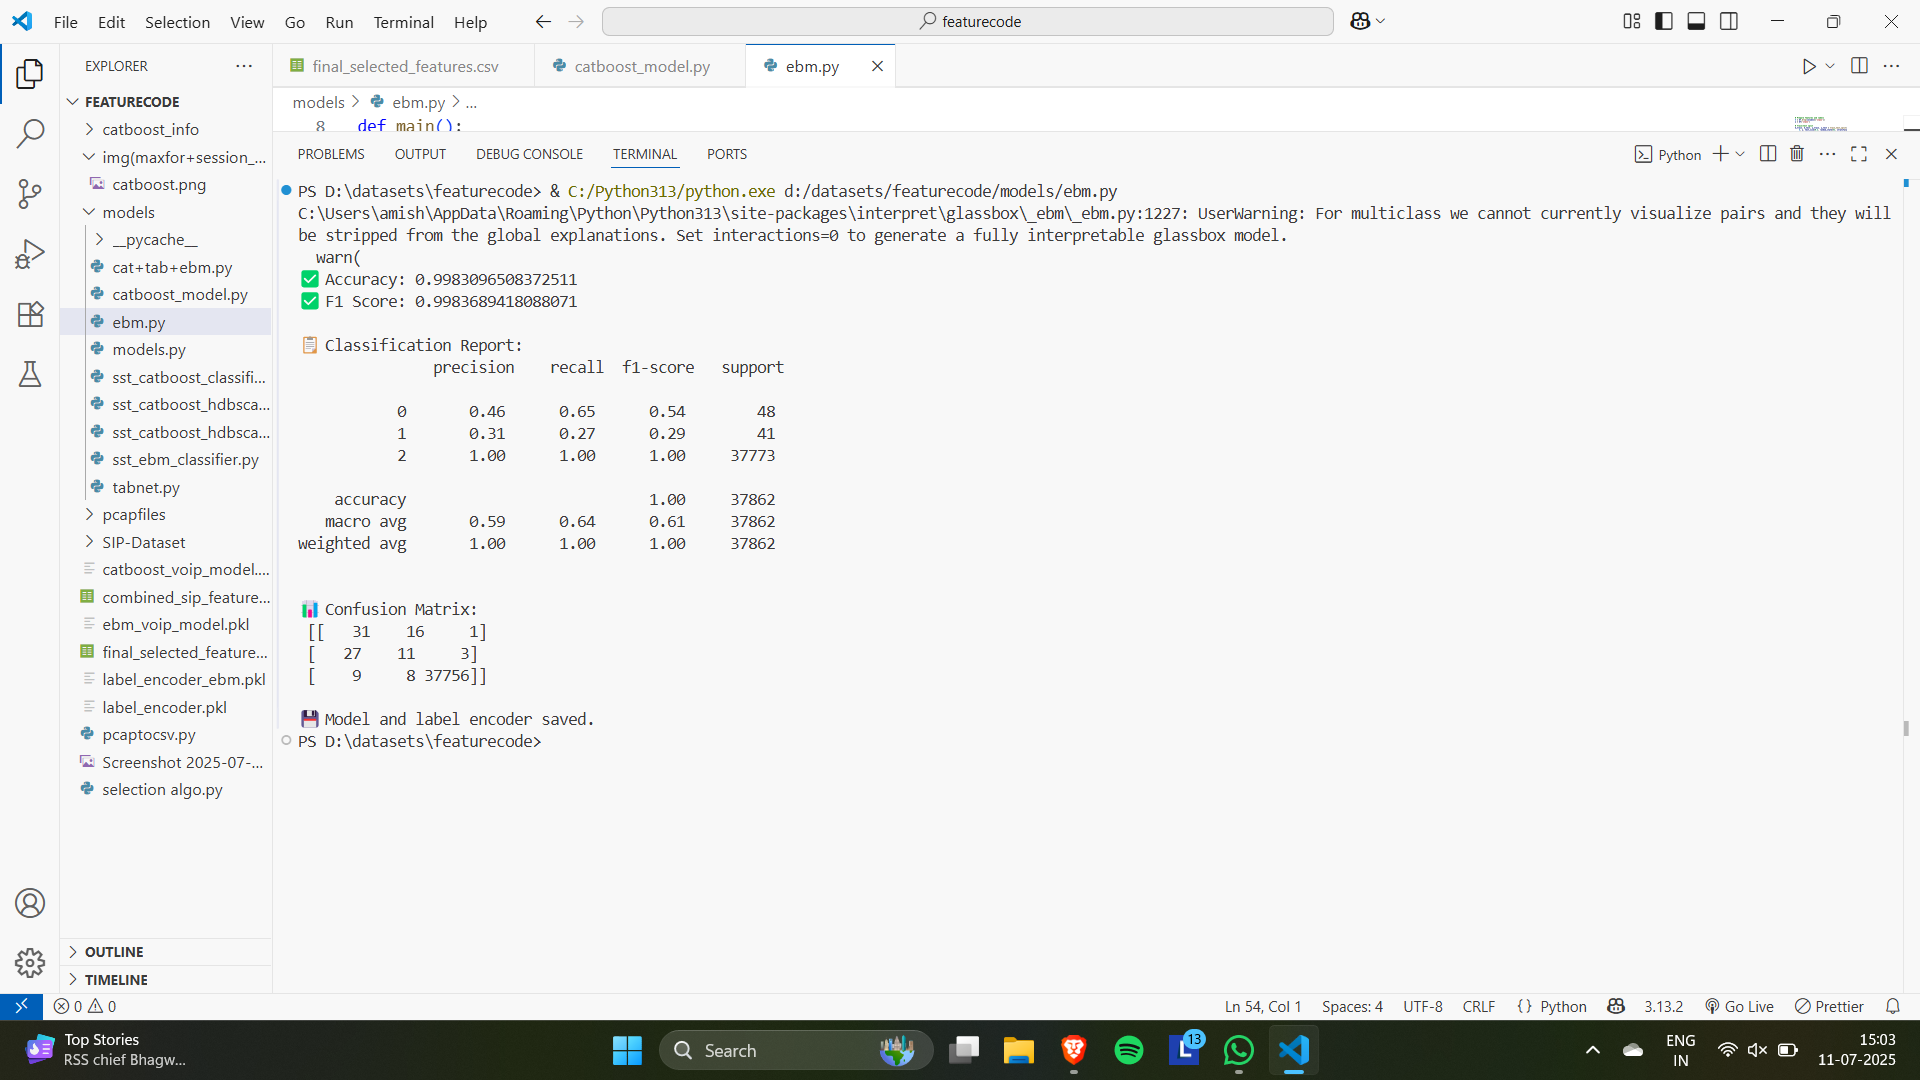 File Edit Selection View Go Run Terminal Help
featurecode
EXPLORER
final_selected_features.csv
catboost_model.py
ebm.py
models > ebm.py > ...
8 def main():
FEATURECODE
catboost_info
img(maxfor+session_...
catboost.png
models
__pycache__
cat+tab+ebm.py
catboost_model.py
ebm.py
models.py
sst_catboost_classifi...
sst_catboost_hdbsca...
sst_catboost_hdbsca...
sst_ebm_classifier.py
tabnet.py
pcapfiles
SIP-Dataset
catboost_voip_model....
combined_sip_feature...
ebm_voip_model.pkl
final_selected_feature...
label_encoder_ebm.pkl
label_encoder.pkl
pcaptocsv.py
Screenshot 2025-07-...
selection algo.py
OUTLINE
TIMELINE
PROBLEMS OUTPUT DEBUG CONSOLE TERMINAL PORTS
Python
PS D:\datasets\featurecode> & C:/Python313/python.exe d:/datasets/featurecode/models/ebm.py
C:\Users\amish\AppData\Roaming\Python\Python313\site-packages\interpret\glassbox\_ebm\_ebm.py:1227: UserWarning: For multiclass we cannot currently visualize pairs and they will
be stripped from the global explanations. Set interactions=0 to generate a fully interpretable glassbox model.
warn(
✅ Accuracy: 0.9983096508372511
✅ F1 Score: 0.9983689418088071
📋 Classification Report:
precision recall f1-score support
0 0.46 0.65 0.54 48
1 0.31 0.27 0.29 41
2 1.00 1.00 1.00 37773
accuracy 1.00 37862
macro avg 0.59 0.64 0.61 37862
weighted avg 1.00 1.00 1.00 37862
📊 Confusion Matrix:
[[ 31 16 1]
[ 27 11 3]
[ 9 8 37756]]
💾 Model and label encoder saved.
PS D:\datasets\featurecode>
0 0
Ln 54, Col 1 Spaces: 4 UTF-8 CRLF {} Python 3.13.2 Go Live Prettier
Top Stories
RSS chief Bhagw...
Search
L
13
ENG
IN
15:03
11-07-2025